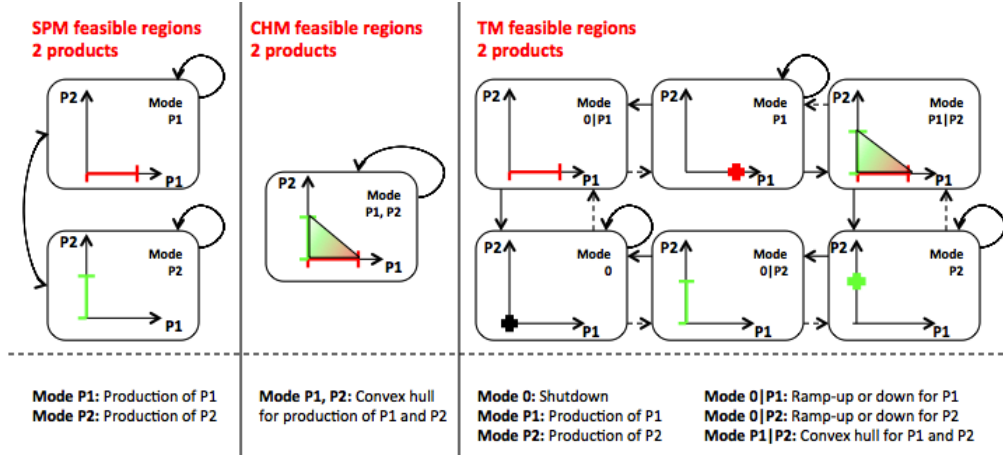 SPM feasible regions
2 products
P2
Mode
P1
P1
P2
Mode
P2
P1
CHM feasible regions
2 products
P2
Mode
P1, P2
P1
TM feasible regions
2 products
Mode
0|P1
P1
P2
Mode
P1
P1
Mode
P1|P2
P1
P2
Mode
0
P1
Mode
0|P2
P1
P2
Mode
P2
P1
Mode P1: Production of P1
Mode P2: Production of P2
Mode P1, P2: Convex hull
for production of P1 and P2
Mode 0: Shutdown
Mode P1: Production of P1
Mode P2: Production of P2
Mode 0|P1: Ramp-up or down for P1
Mode 0|P2: Ramp-up or down for P2
Mode P1|P2: Convex hull for P1 and P2